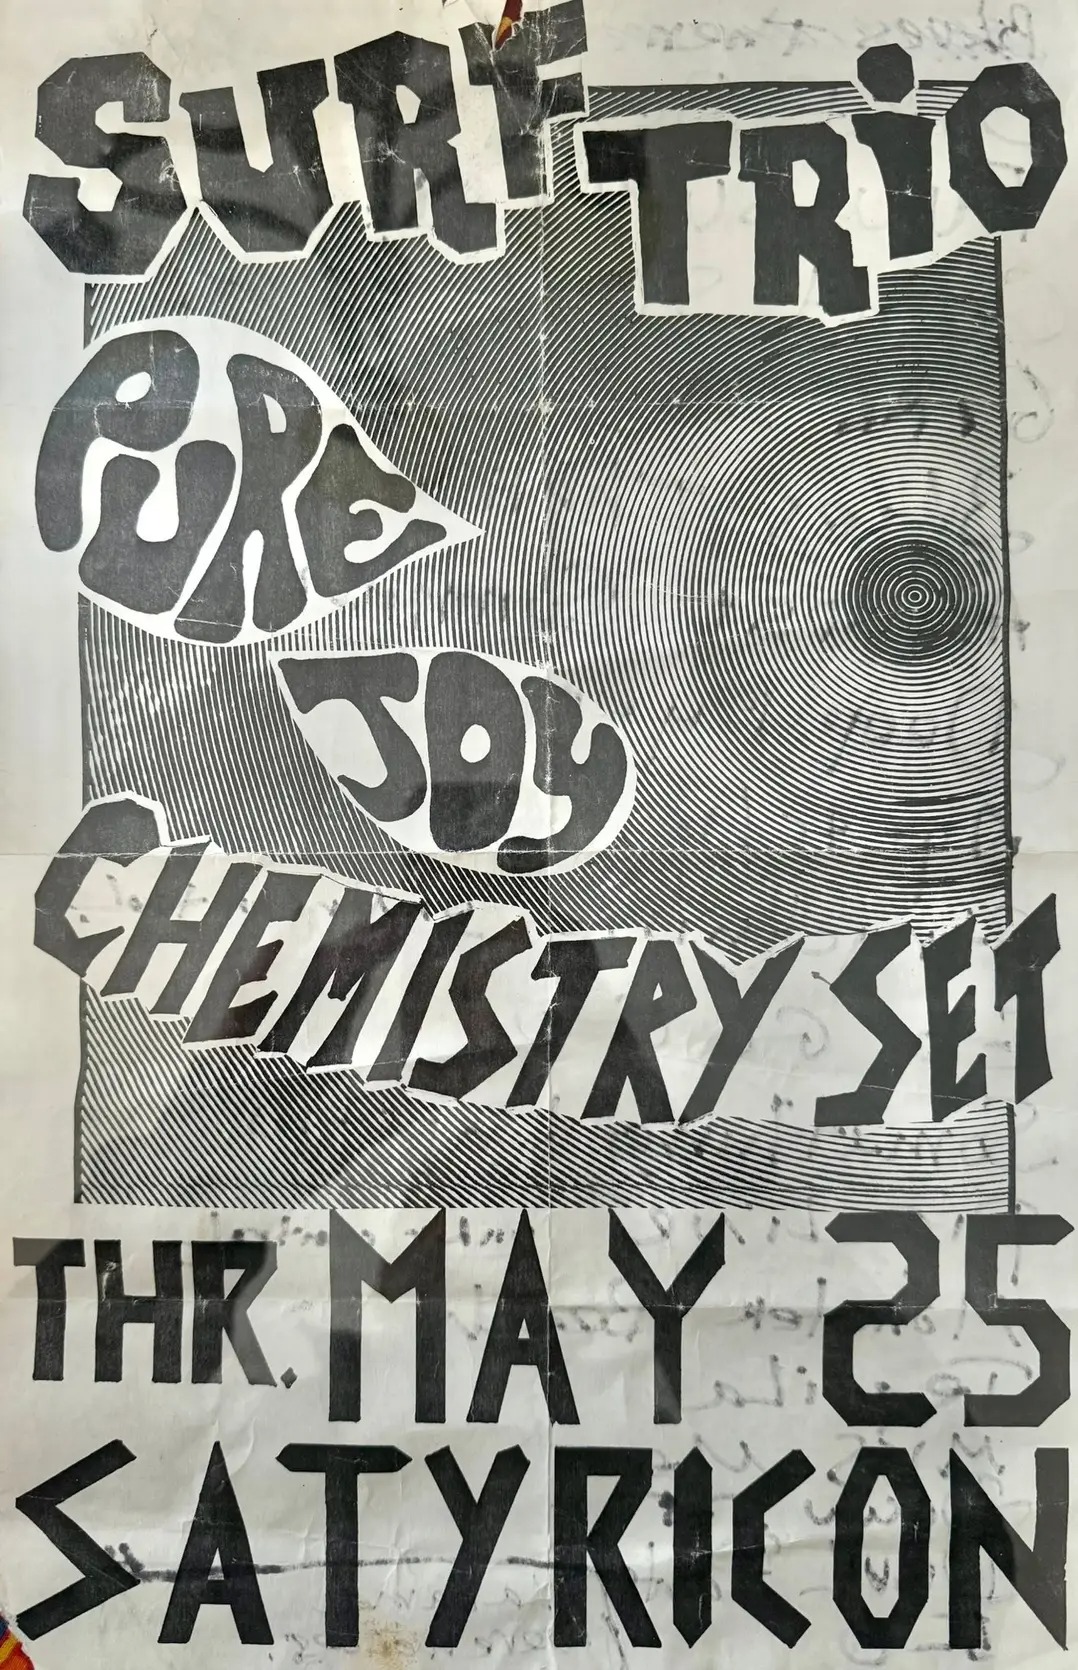 SURF
TRiO
PURE
JOY
CHEMISTRY SET
THR. MAY 25
SATYRICON